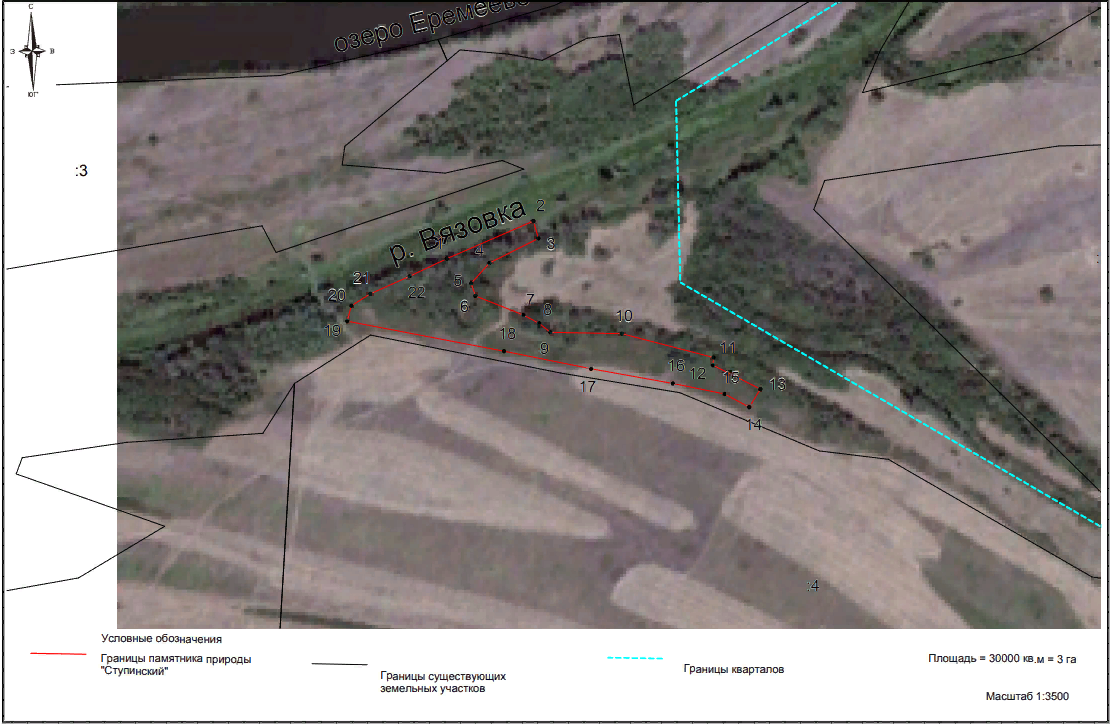 С
З
В
ЮГ
озеро Еремеево
:3
р. Вязовка
1
2
3
4
5
6
7
8
9
10
11
12
13
14
15
16
17
18
19
20
21
22
:4
Условные обозначения
Границы памятника природы
"Ступинский"
Границы существующих
земельных участков
Границы кварталов
Площадь = 30000 кв.м = 3 га
Масштаб 1:3500